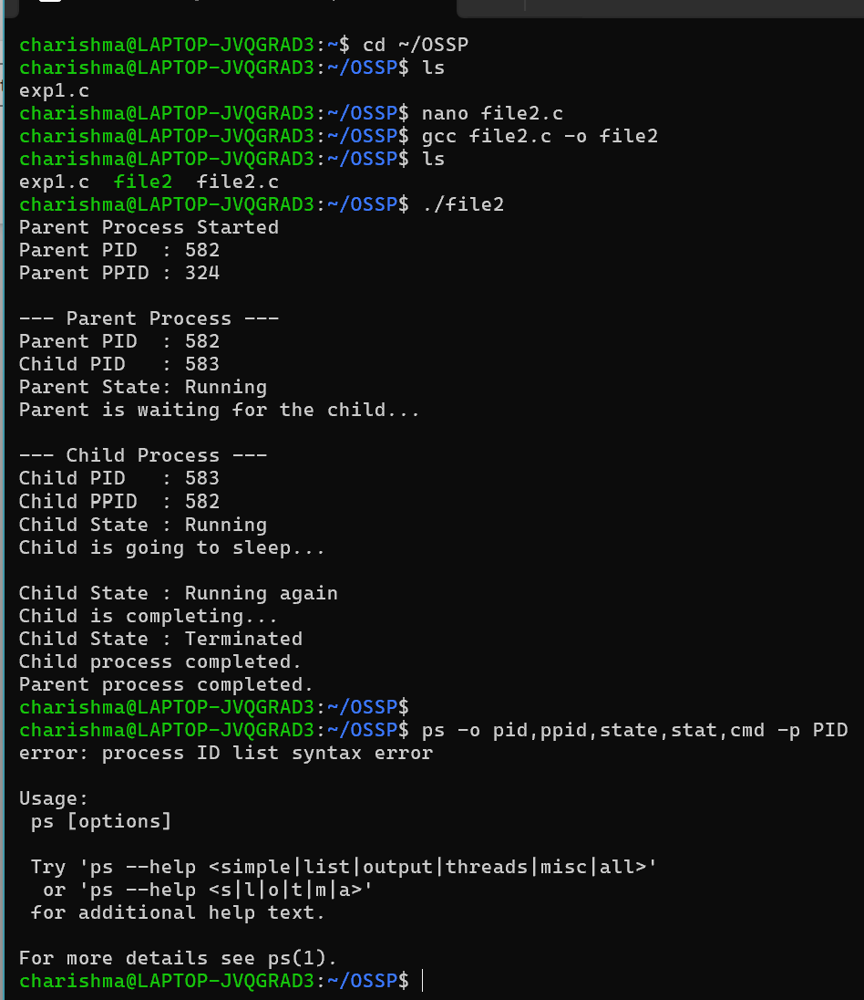 charishma@LAPTOP-JVQGRAD3:~$ cd ~/OSSP
charishma@LAPTOP-JVQGRAD3:~/OSSP$ ls
exp1.c
charishma@LAPTOP-JVQGRAD3:~/OSSP$ nano file2.c
charishma@LAPTOP-JVQGRAD3:~/OSSP$ gcc file2.c -o file2
charishma@LAPTOP-JVQGRAD3:~/OSSP$ ls
exp1.c  file2  file2.c
charishma@LAPTOP-JVQGRAD3:~/OSSP$ ./file2
Parent Process Started
Parent PID  : 582
Parent PPID : 324

--- Parent Process ---
Parent PID  : 582
Child PID   : 583
Parent State: Running
Parent is waiting for the child...

--- Child Process ---
Child PID   : 583
Child PPID  : 582
Child State : Running
Child is going to sleep...

Child State : Running again
Child is completing...
Child State : Terminated
Child process completed.
Parent process completed.
charishma@LAPTOP-JVQGRAD3:~/OSSP$
charishma@LAPTOP-JVQGRAD3:~/OSSP$ ps -o pid,ppid,state,stat,cmd -p PID
error: process ID list syntax error

Usage:
 ps [options]

 Try 'ps --help <simple|list|output|threads|misc|all>'
  or 'ps --help <s|l|o|t|m|a>'
 for additional help text.

For more details see ps(1).
charishma@LAPTOP-JVQGRAD3:~/OSSP$